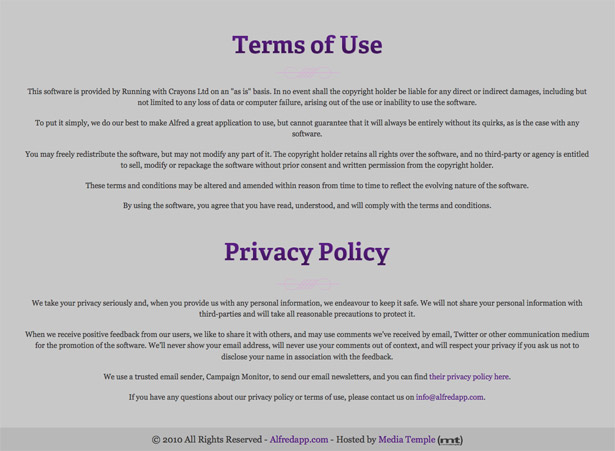 Terms of Use
This software is provided by Running with Crayons Ltd on an "as is" basis. In no event shall the copyright holder be liable for any direct or indirect damages, including but
not limited to any loss of data or computer failure, arising out of the use or inability to use the software.
To put it simply, we do our best to make Alfred a great application to use, but cannot guarantee that it will always be entirely without its quirks, as is the case with any
software.
You may freely redistribute the software, but may not modify any part of it. The copyright holder retains all rights over the software, and no third-party or agency is entitled
to sell, modify or repackage the software without prior consent and written permission from the copyright holder.
These terms and conditions may be altered and amended within reason from time to time to reflect the evolving nature of the software.
By using the software, you agree that you have read, understood, and will comply with the terms and conditions.
Privacy Policy
We take your privacy seriously and, when you provide us with any personal information, we endeavour to keep it safe. We will not share your personal information with
third-parties and will take all reasonable precautions to protect it.
When we receive positive feedback from our users, we like to share it with others, and may use comments we've received by email, Twitter or other communication medium
for the promotion of the software. We'll never show your email address, will never use your comments out of context, and will respect your privacy if you ask us not to
disclose your name in association with the feedback.
We use a trusted email sender, Campaign Monitor, to send our email newsletters, and you can find their privacy policy here.
If you have any questions about our privacy policy or terms of use, please contact us on info@alfredapp.com.
© 2010 All Rights Reserved - Alfredapp.com - Hosted by Media Temple (mt)